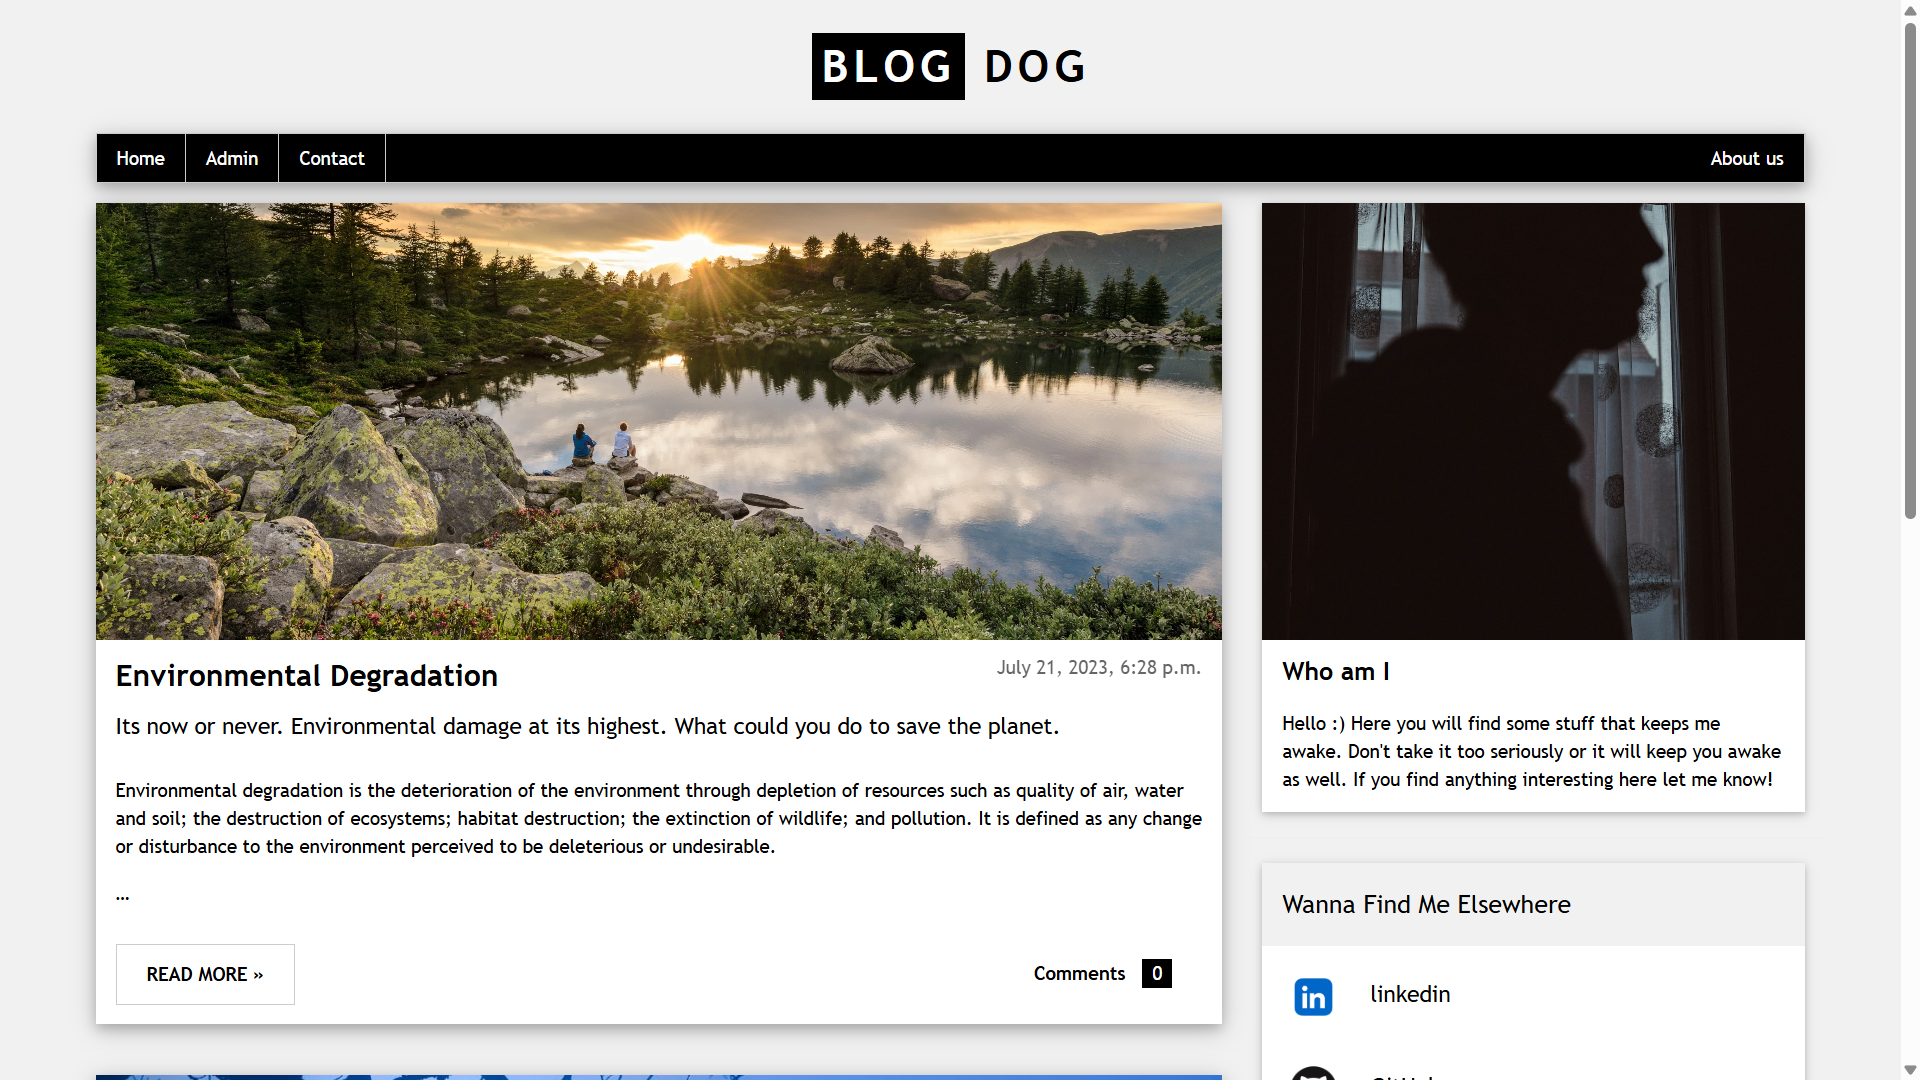 BLOG DOG
Home Admin Contact About us
Environmental Degradation
July 21, 2023, 6:28 p.m.
Its now or never. Environmental damage at its highest. What could you do to save the planet.
Environmental degradation is the deterioration of the environment through depletion of resources such as quality of air, water
and soil; the destruction of ecosystems; habitat destruction; the extinction of wildlife; and pollution. It is defined as any change
or disturbance to the environment perceived to be deleterious or undesirable.
...
READ MORE »
Comments 0
Who am I
Hello :) Here you will find some stuff that keeps me
awake. Don't take it too seriously or it will keep you awake
as well. If you find anything interesting here let me know!
Wanna Find Me Elsewhere
in linkedin